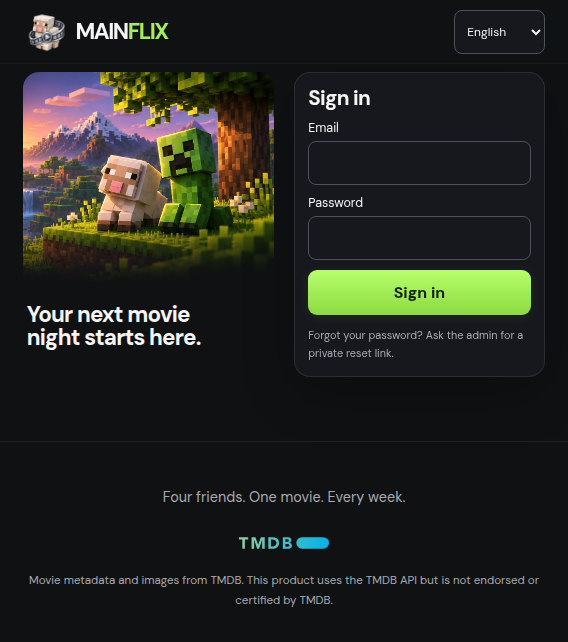 MAINFLIX
English
Your next movie
night starts here.
Sign in
Email
Password
Sign in
Forgot your password? Ask the admin for a
private reset link.
Four friends. One movie. Every week.
TMDB
Movie metadata and images from TMDB. This product uses the TMDB API but is not endorsed or
certified by TMDB.